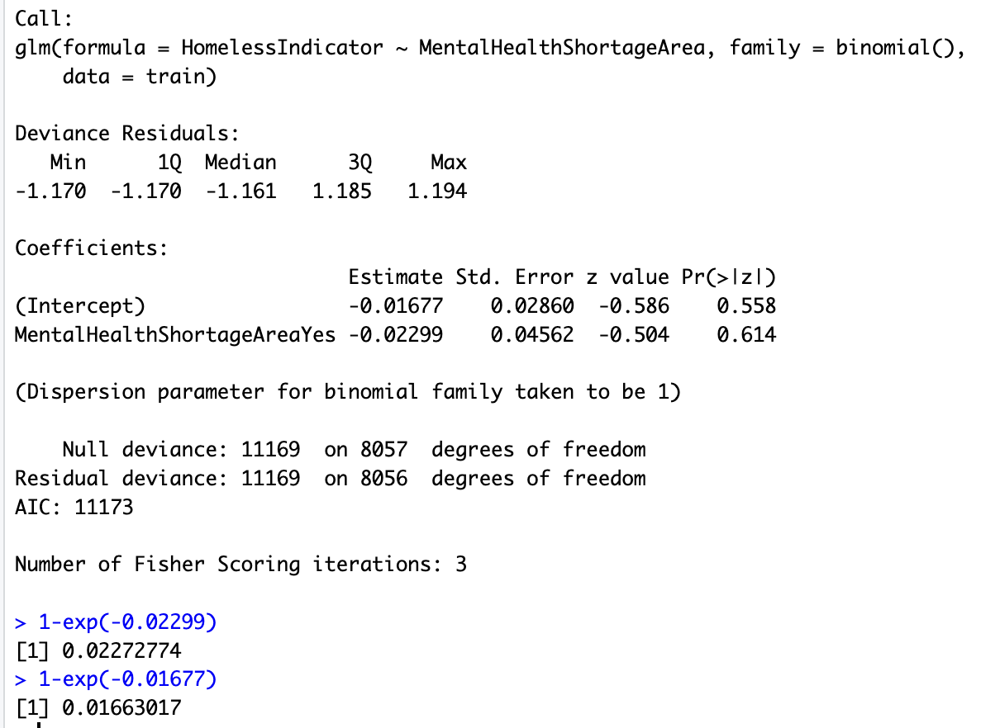 Call:
glm(formula = HomelessIndicator ~ MentalHealthShortageArea, family = binomial(),
    data = train)

Deviance Residuals:
   Min      1Q  Median      3Q     Max
-1.170  -1.170  -1.161   1.185   1.194

Coefficients:
                            Estimate Std. Error z value Pr(>|z|)
(Intercept)                 -0.01677    0.02860  -0.586    0.558
MentalHealthShortageAreaYes -0.02299    0.04562  -0.504    0.614

(Dispersion parameter for binomial family taken to be 1)

    Null deviance: 11169  on 8057  degrees of freedom
Residual deviance: 11169  on 8056  degrees of freedom
AIC: 11173

Number of Fisher Scoring iterations: 3

> 1-exp(-0.02299)
[1] 0.02272774
> 1-exp(-0.01677)
[1] 0.01663017